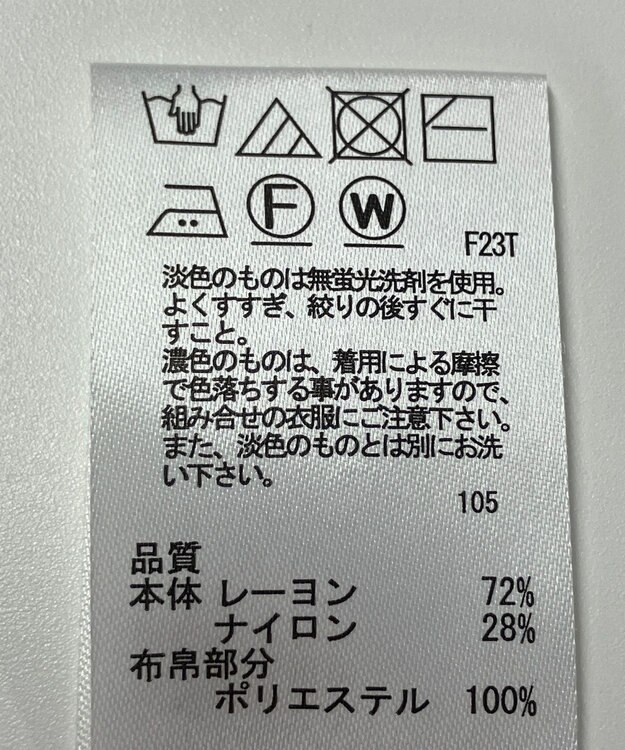 F W
F23T
淡色のものは無蛍光洗剤を使用。
よくすすぎ、絞りの後すぐに干
すこと。
濃色のものは、着用による摩擦
で色落ちする事がありますので、
組み合せの衣服にご注意下さい。
また、淡色のものとは別にお洗
い下さい。
105
品質
本体 レーヨン 72%
ナイロン 28%
布帛部分
ポリエステル 100%